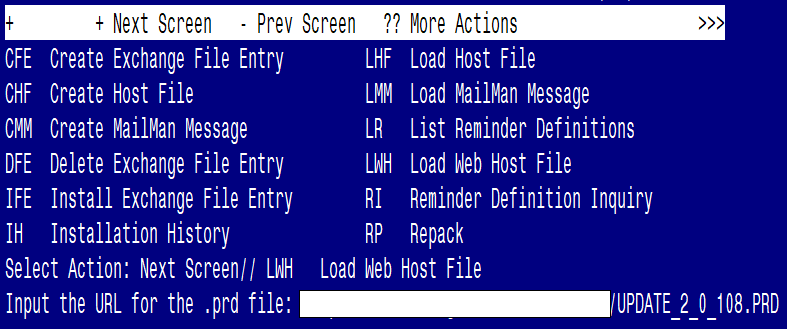 + + Next Screen - Prev Screen ?? More Actions >>>
CFE Create Exchange File Entry LHF Load Host File
CHF Create Host File LMM Load MailMan Message
CMM Create MailMan Message LR List Reminder Definitions
DFE Delete Exchange File Entry LWH Load Web Host File
IFE Install Exchange File Entry RI Reminder Definition Inquiry
IH Installation History RP Repack
Select Action: Next Screen// LWH Load Web Host File
Input the URL for the .prd file: /UPDATE_2_0_108.PRD